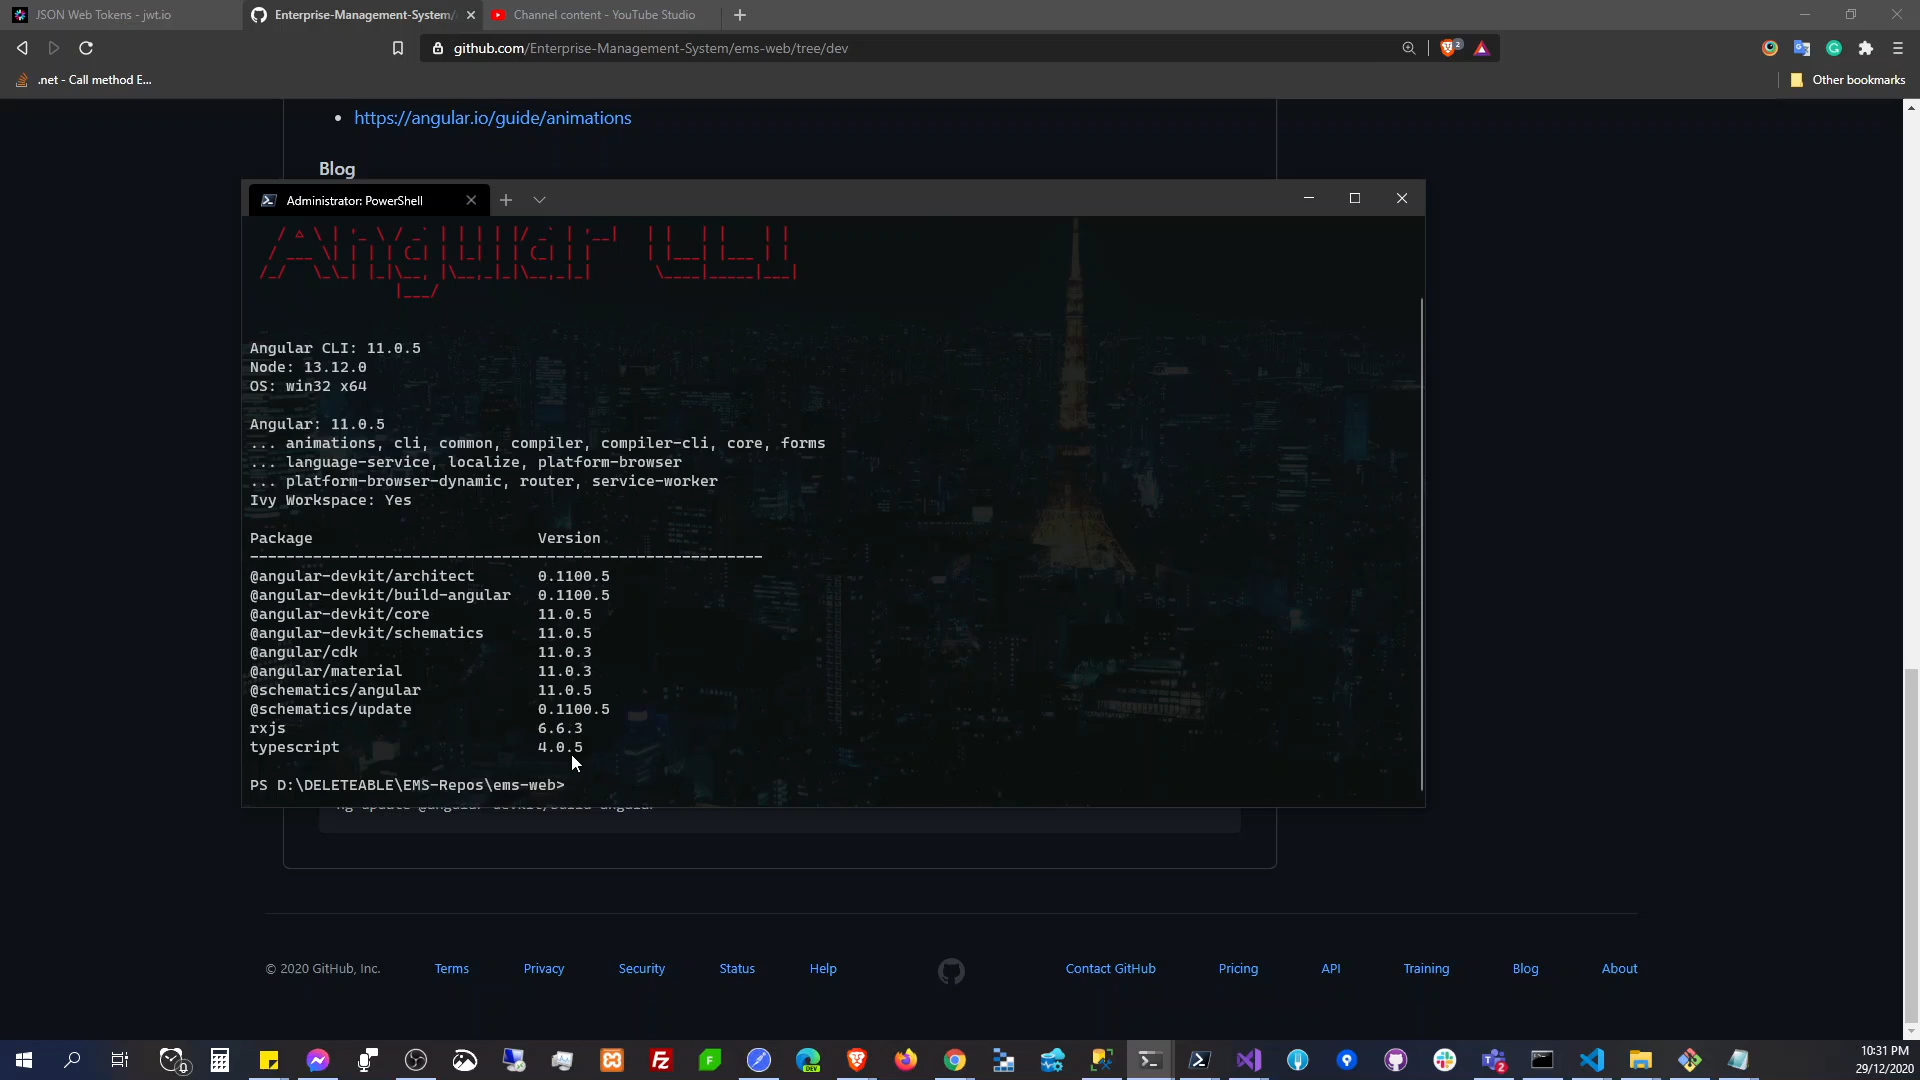 JSON Web Tokens - jwt.io
Enterprise-Management-System/
Channel content - YouTube Studio
github.com/Enterprise-Management-System/ems-web/tree/dev
2
.net - Call method E...
Other bookmarks
https://angular.io/guide/animations
Blog
Administrator: PowerShell
Angular CLI: 11.0.5
Node: 13.12.0
OS: win32 x64
Angular: 11.0.5
... animations, cli, common, compiler, compiler-cli, core, forms
... language-service, localize, platform-browser
... platform-browser-dynamic, router, service-worker
Ivy Workspace: Yes
Package Version
------------------------------------------------------
@angular-devkit/architect 0.1100.5
@angular-devkit/build-angular 0.1100.5
@angular-devkit/core 11.0.5
@angular-devkit/schematics 11.0.5
@angular/cdk 11.0.3
@angular/material 11.0.3
@schematics/angular 11.0.5
@schematics/update 0.1100.5
rxjs 6.6.3
typescript 4.0.5
PS D:\DELETEABLE\EMS-Repos\ems-web>
© 2020 GitHub, Inc. Terms Privacy Security Status Help Contact GitHub Pricing API Training Blog About
10:31 PM
29/12/2020